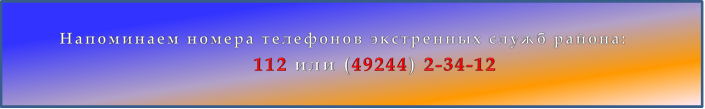 Напоминаем номера телефонов экстренных служб района:
112 или (49244) 2-34-12